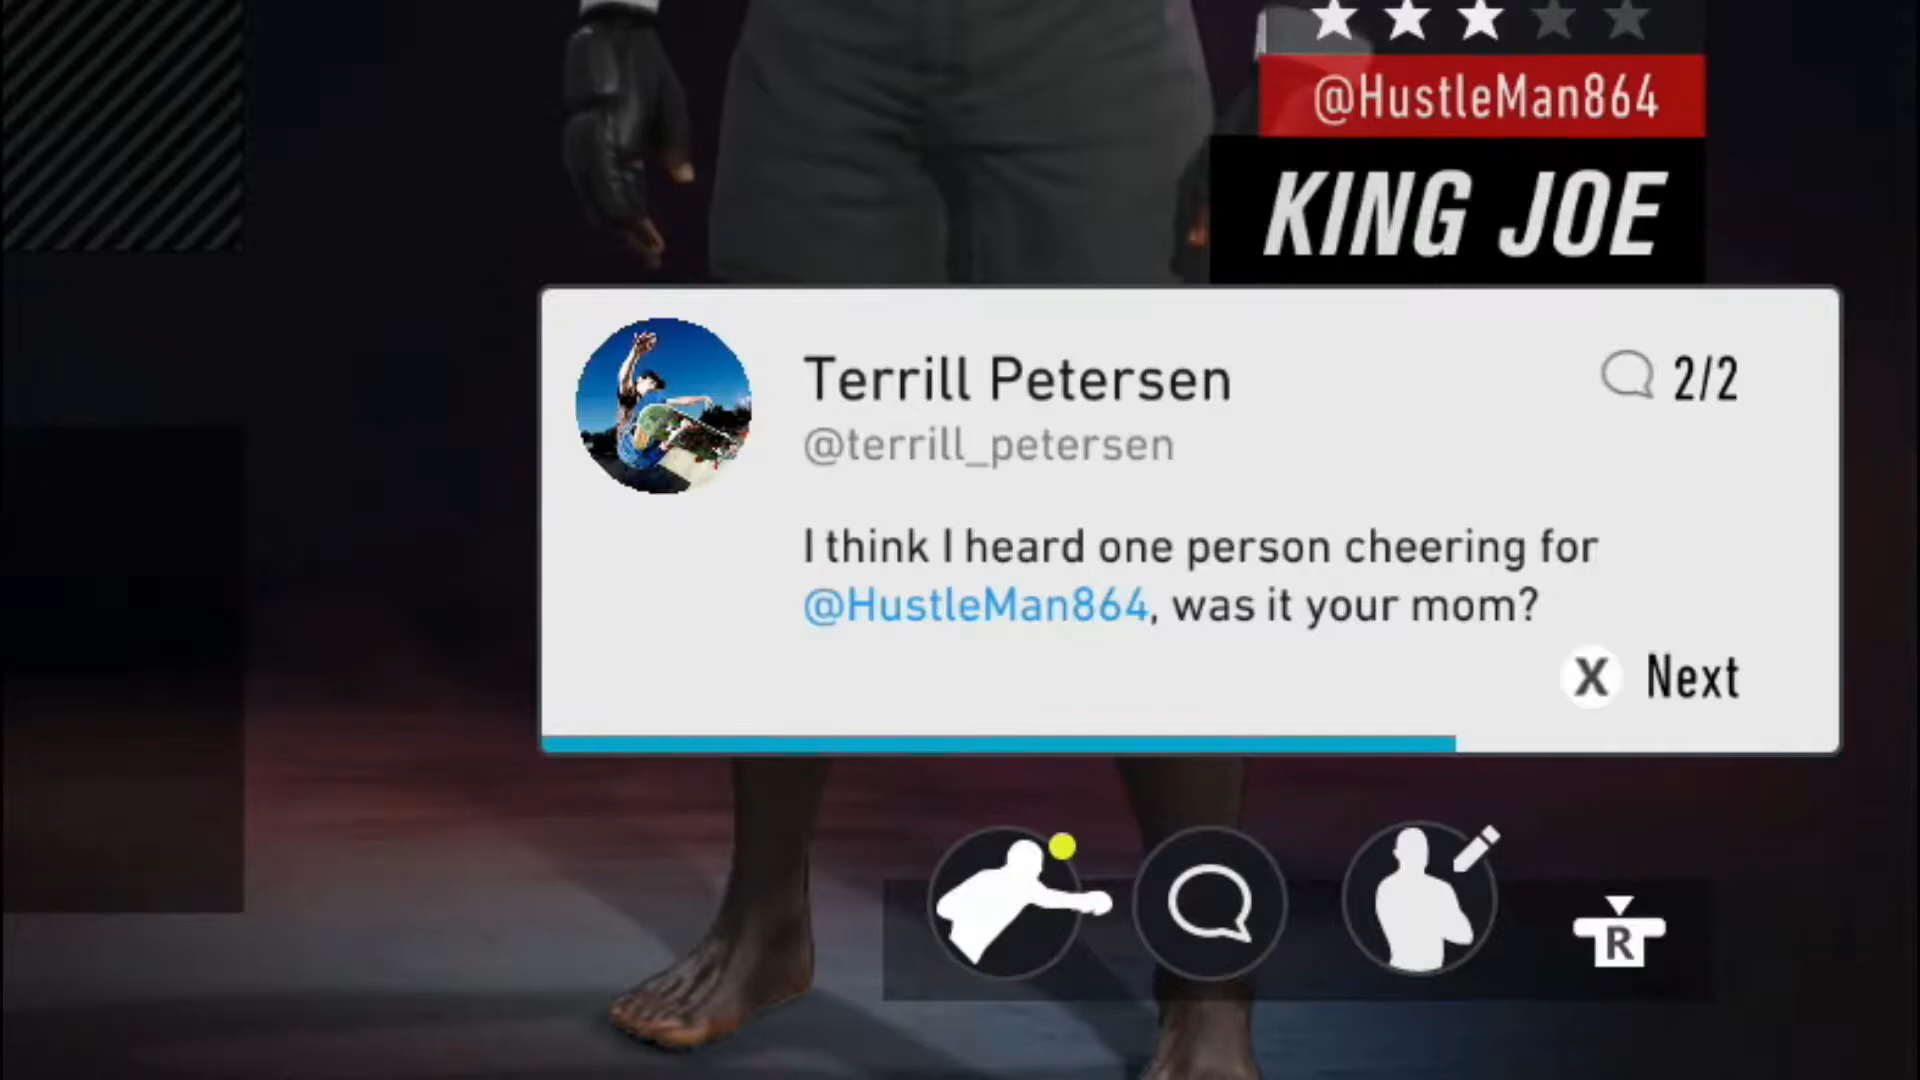 @HustleMan864
KING JOE
Terrill Petersen
2/2
@terrill_petersen
I think I heard one person cheering for
@HustleMan864, was it your mom?
X Next
R